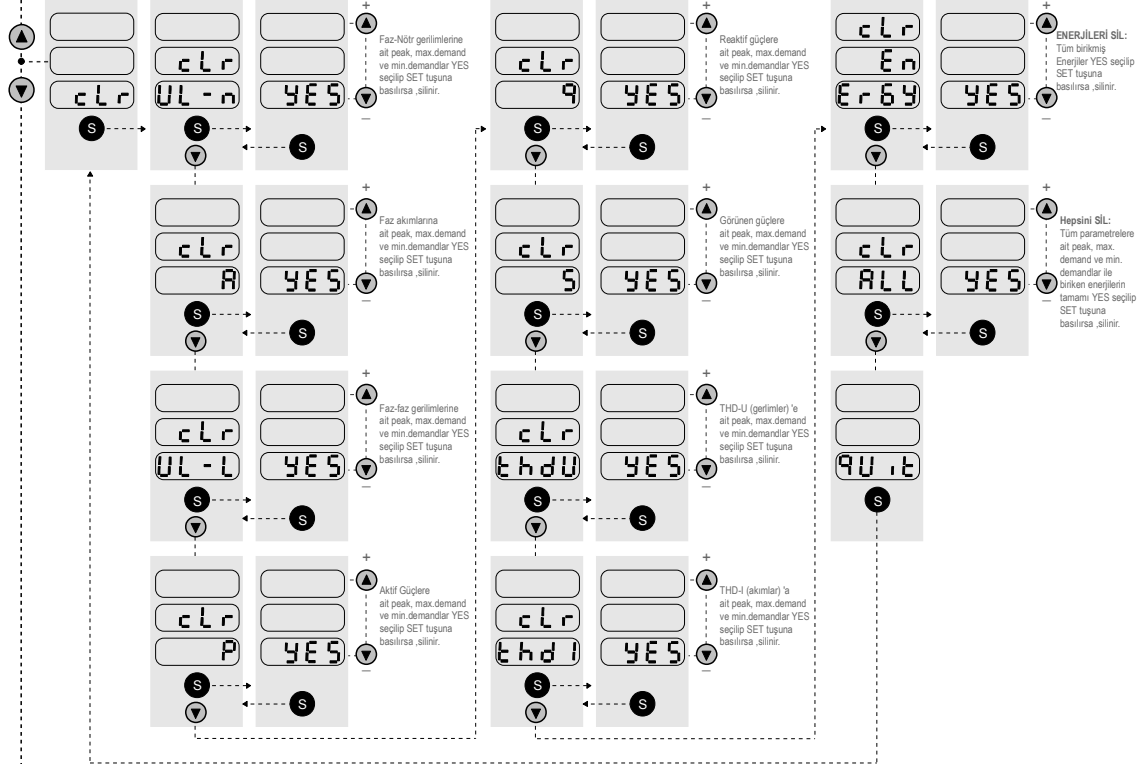 cLr
S
cLr
UL-n
S
YES
S
+
–
Faz-Nötr gerilimlerine
ait peak, max.demand
ve min.demandlar YES
seçilip SET tuşuna
basılırsa ,silinir.
cLr
A
S
YES
S
+
–
Faz akımlarına
ait peak, max.demand
ve min.demandlar YES
seçilip SET tuşuna
basılırsa ,silinir.
cLr
UL-L
S
YES
S
+
–
Faz-faz gerilimlerine
ait peak, max.demand
ve min.demandlar YES
seçilip SET tuşuna
basılırsa ,silinir.
cLr
P
S
YES
S
+
–
Aktif Güçlere
ait peak, max.demand
ve min.demandlar YES
seçilip SET tuşuna
basılırsa ,silinir.
cLr
q
S
YES
S
+
–
Reaktif güçlere
ait peak, max.demand
ve min.demandlar YES
seçilip SET tuşuna
basılırsa ,silinir.
cLr
S
S
YES
S
+
–
Görünen güçlere
ait peak, max.demand
ve min.demandlar YES
seçilip SET tuşuna
basılırsa ,silinir.
cLr
thdU
S
YES
S
+
–
THD-U (gerlimler) 'e
ait peak, max.demand
ve min.demandlar YES
seçilip SET tuşuna
basılırsa ,silinir.
cLr
thdI
S
YES
S
+
–
THD-I (akımlar) 'a
ait peak, max.demand
ve min.demandlar YES
seçilip SET tuşuna
basılırsa ,silinir.
cLr
En
ErGY
S
YES
S
+
–
ENERJİLERİ SİL:
Tüm birikmiş
Enerjiler YES seçilip
SET tuşuna
basılırsa ,silinir.
cLr
ALL
S
YES
S
+
–
Hepsini SİL:
Tüm parametrelere
ait peak, max.
demand ve min.
demandlar ile
biriken enerjilerin
tamamı YES seçilip
SET tuşuna
basılırsa ,silinir.
qUit
S